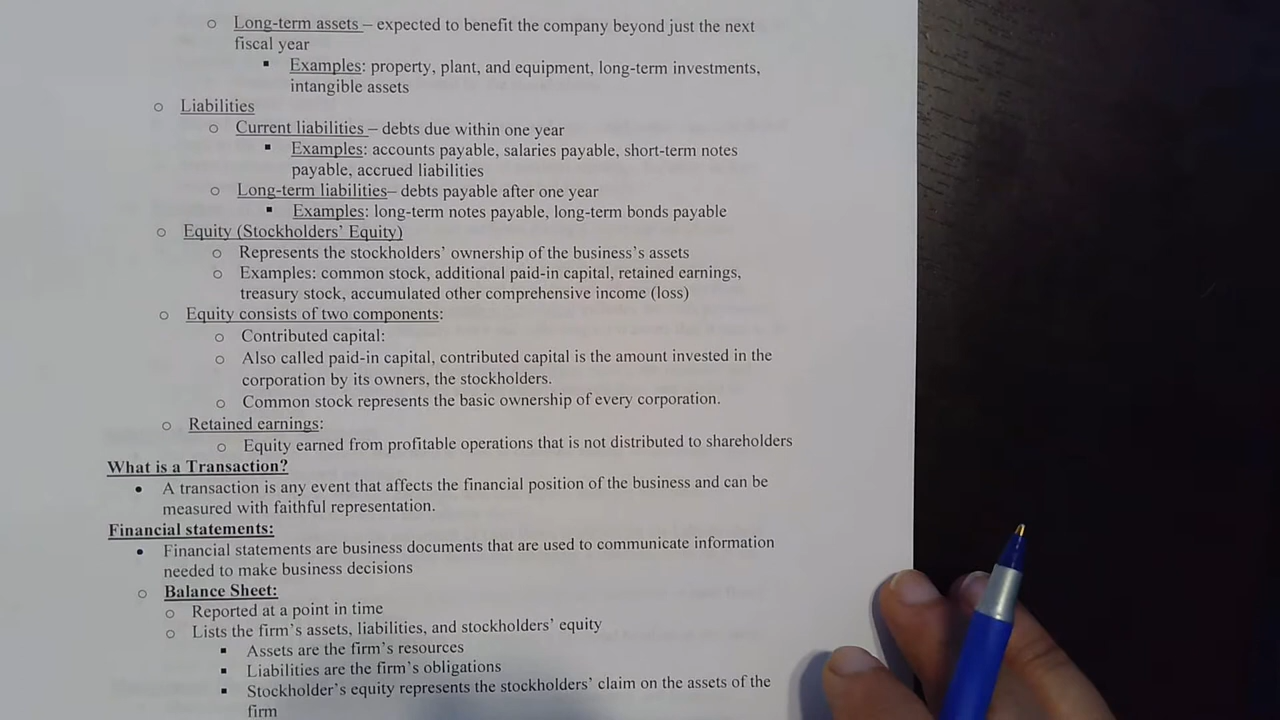 ○ Long-term assets – expected to benefit the company beyond just the next
fiscal year
▪ Examples: property, plant, and equipment, long-term investments,
intangible assets
○ Liabilities
○ Current liabilities – debts due within one year
▪ Examples: accounts payable, salaries payable, short-term notes
payable, accrued liabilities
○ Long-term liabilities– debts payable after one year
▪ Examples: long-term notes payable, long-term bonds payable
○ Equity (Stockholders' Equity)
○ Represents the stockholders' ownership of the business's assets
○ Examples: common stock, additional paid-in capital, retained earnings,
treasury stock, accumulated other comprehensive income (loss)
○ Equity consists of two components:
○ Contributed capital:
○ Also called paid-in capital, contributed capital is the amount invested in the
corporation by its owners, the stockholders.
○ Common stock represents the basic ownership of every corporation.
○ Retained earnings:
○ Equity earned from profitable operations that is not distributed to shareholders
What is a Transaction?
• A transaction is any event that affects the financial position of the business and can be
measured with faithful representation.
Financial statements:
• Financial statements are business documents that are used to communicate information
needed to make business decisions
○ Balance Sheet:
○ Reported at a point in time
○ Lists the firm's assets, liabilities, and stockholders' equity
▪ Assets are the firm's resources
▪ Liabilities are the firm's obligations
▪ Stockholder's equity represents the stockholders' claim on the assets of the
firm